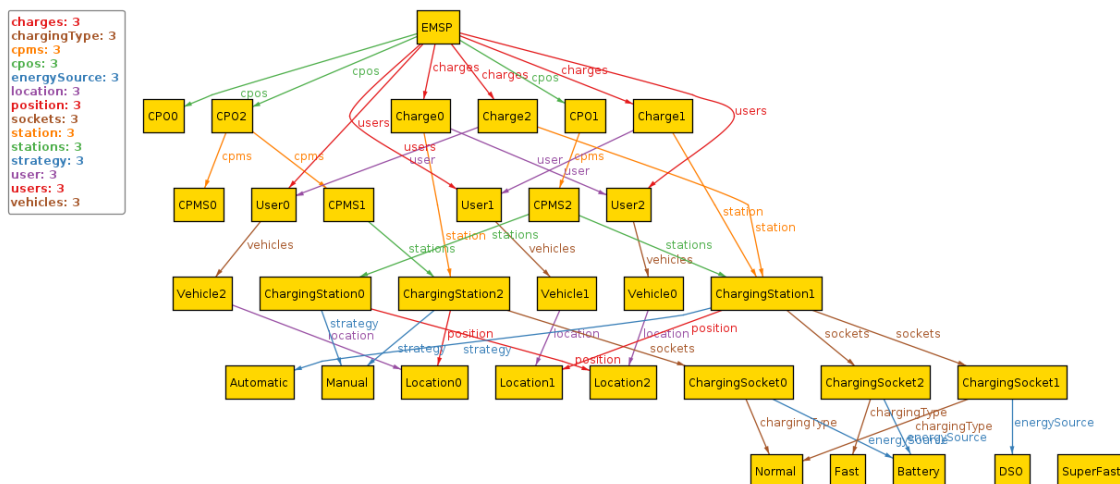 charges: 3
chargingType: 3
cpms: 3
cpos: 3
energySource: 3
location: 3
position: 3
sockets: 3
station: 3
stations: 3
strategy: 3
user: 3
users: 3
vehicles: 3
EMSP
cpos
charges
charges
cpos
charges
cpos
users
users
users
CPO0
CPO2
Charge0
Charge2
CPO1
Charge1
cpms
cpms
user
user
cpms
user
CPMS0
User0
CPMS1
User1
CPMS2
User2
vehicles
stations
station
stations
vehicles
vehicles
stations
station
station
Vehicle2
ChargingStation0
ChargingStation2
Vehicle1
Vehicle0
ChargingStation1
location
strategy
strategy
position
strategy
location
position
sockets
location
position
sockets
sockets
Automatic
Manual
Location0
Location1
Location2
ChargingSocket0
ChargingSocket2
ChargingSocket1
chargingType
energySource
chargingType
energySource
chargingType
energySource
Normal
Fast
Battery
DSO
SuperFast